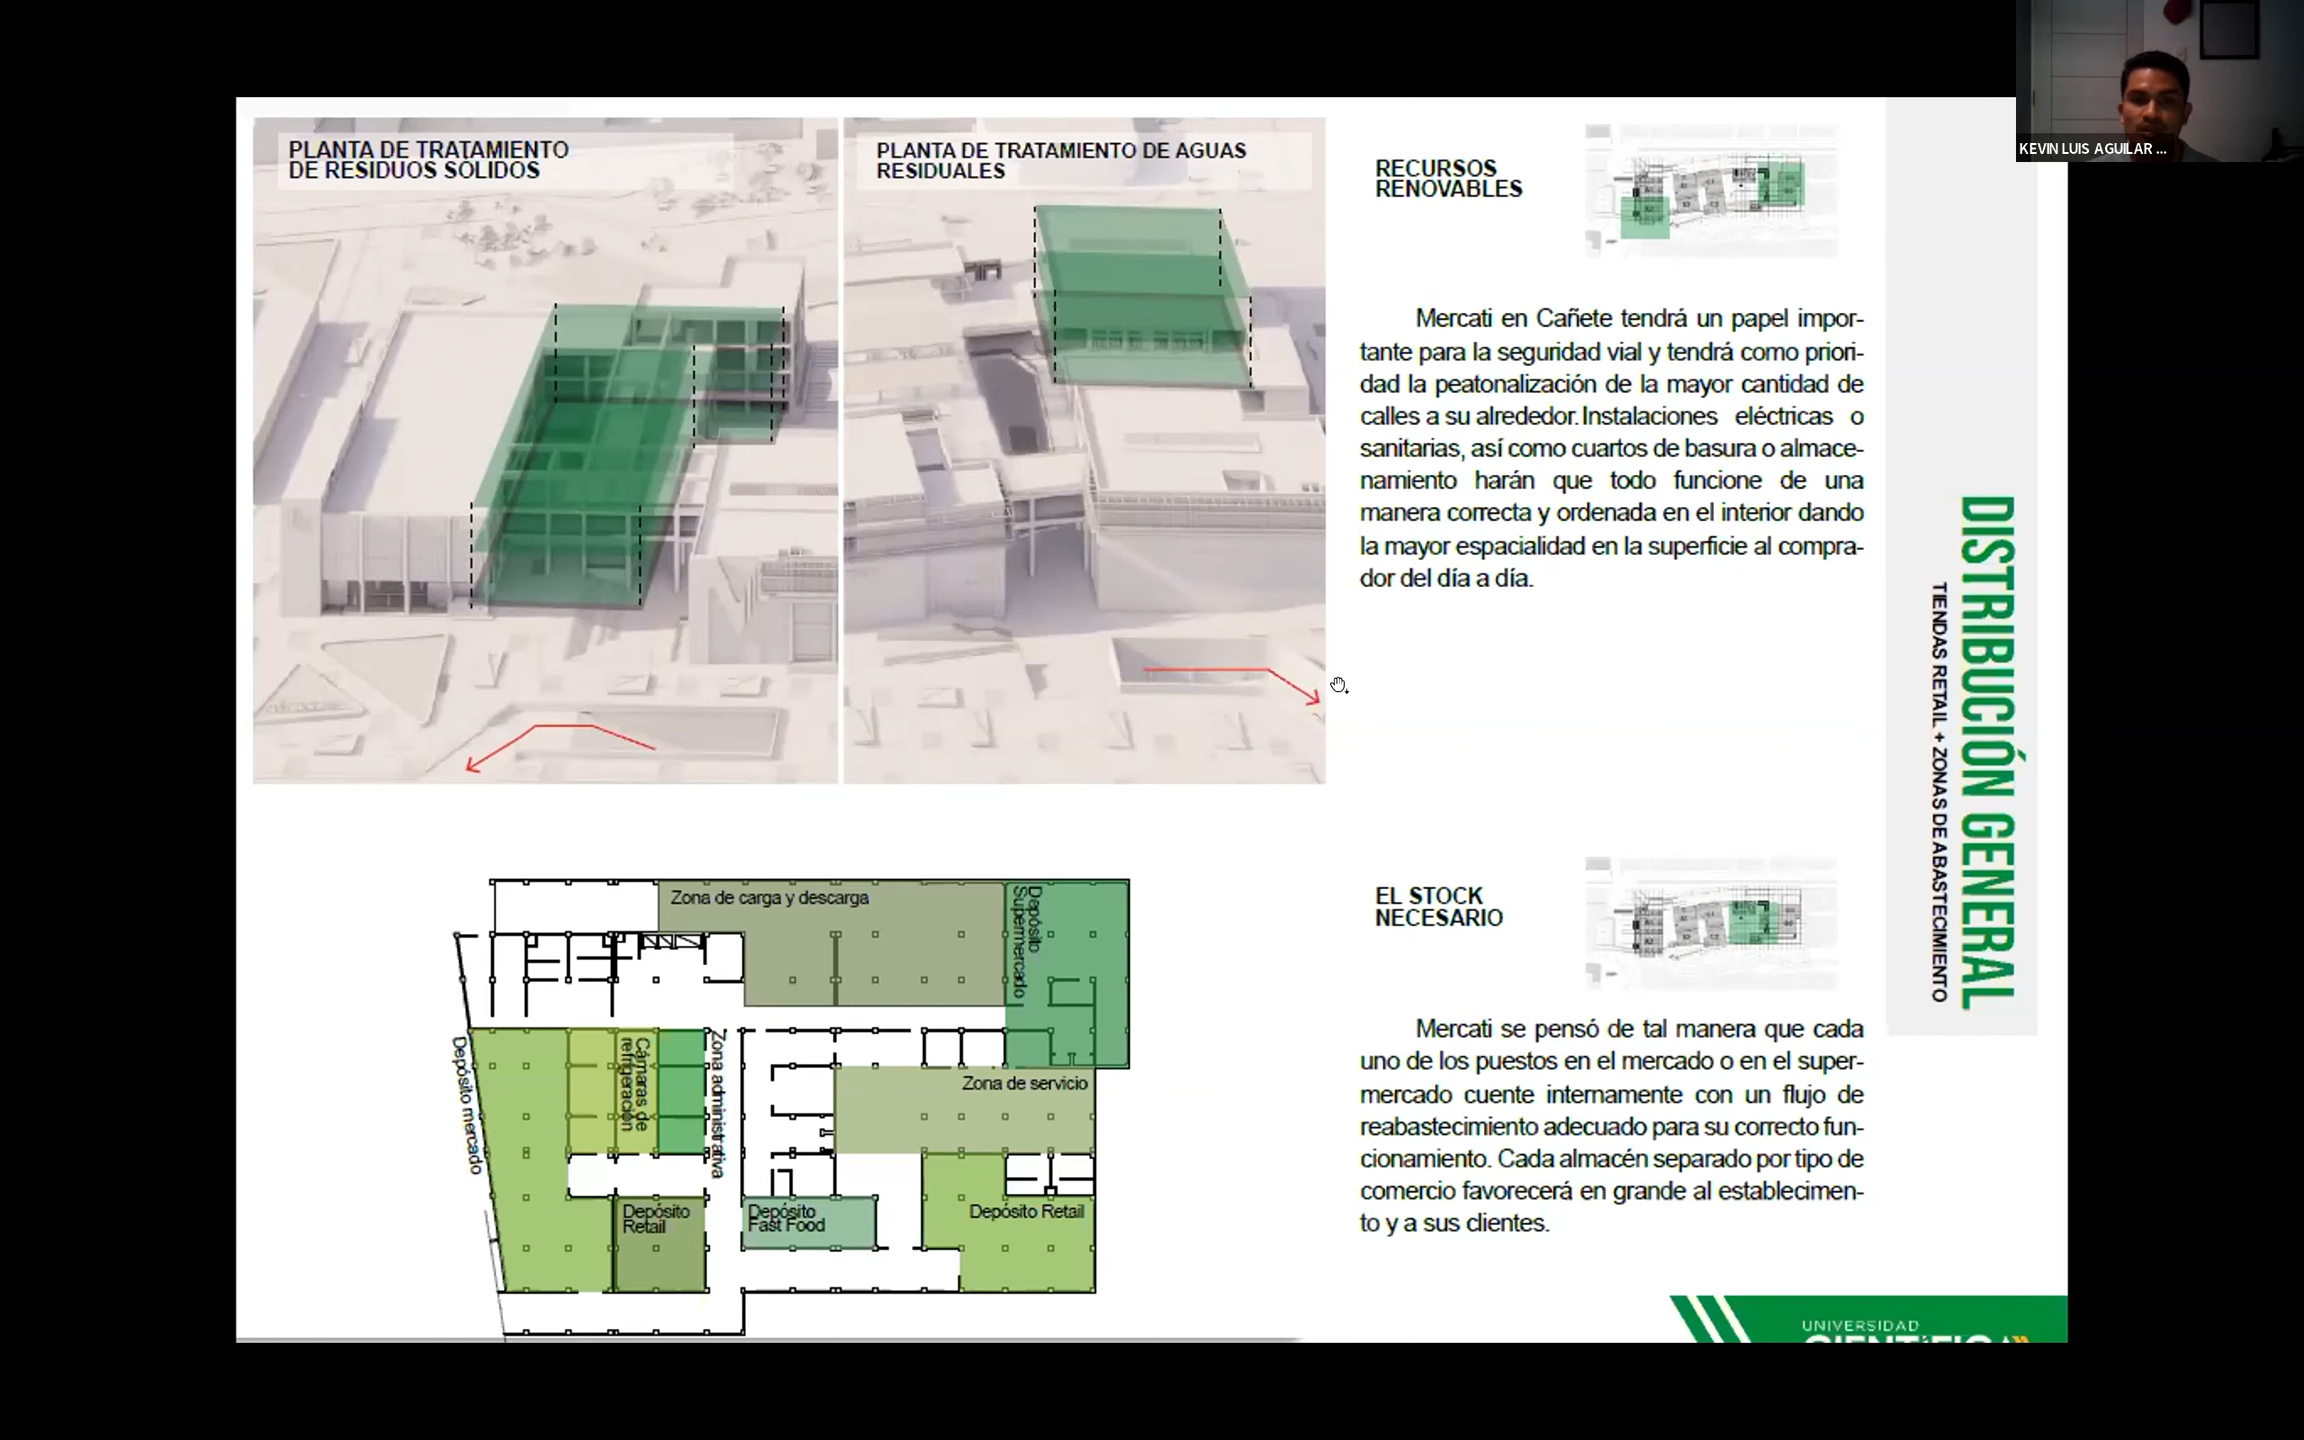 KEVIN LUIS AGUILAR ...
PLANTA DE TRATAMIENTO
DE RESIDUOS SÓLIDOS
PLANTA DE TRATAMIENTO DE AGUAS
RESIDUALES
RECURSOS
RENOVABLES
Mercati en Cañete tendrá un papel impor-
tante para la seguridad vial y tendrá como priori-
dad la peatonalización de la mayor cantidad de
calles a su alrededor. Instalaciones eléctricas o
sanitarias, así como cuartos de basura o almace-
namiento harán que todo funcione de una
manera correcta y ordenada en el interior dando
la mayor espacialidad en la superficie al compra-
dor del día a día.
DISTRIBUCIÓN GENERAL
TIENDAS RETAIL + ZONAS DE ABASTECIMIENTO
Zona de carga y descarga
Depósito
Supermercado
Depósito mercado
Cámaras de
refrigeración
Zona administrativa
Zona de servicio
Depósito
Retail
Depósito
Fast Food
Depósito Retail
EL STOCK
NECESARIO
Mercati se pensó de tal manera que cada
uno de los puestos en el mercado o en el super-
mercado cuente internamente con un flujo de
reabastecimiento adecuado para su correcto fun-
cionamiento. Cada almacén separado por tipo de
comercio favorecerá en grande al establecimen-
to y a sus clientes.
UNIVERSIDAD
CIENTÍFICA